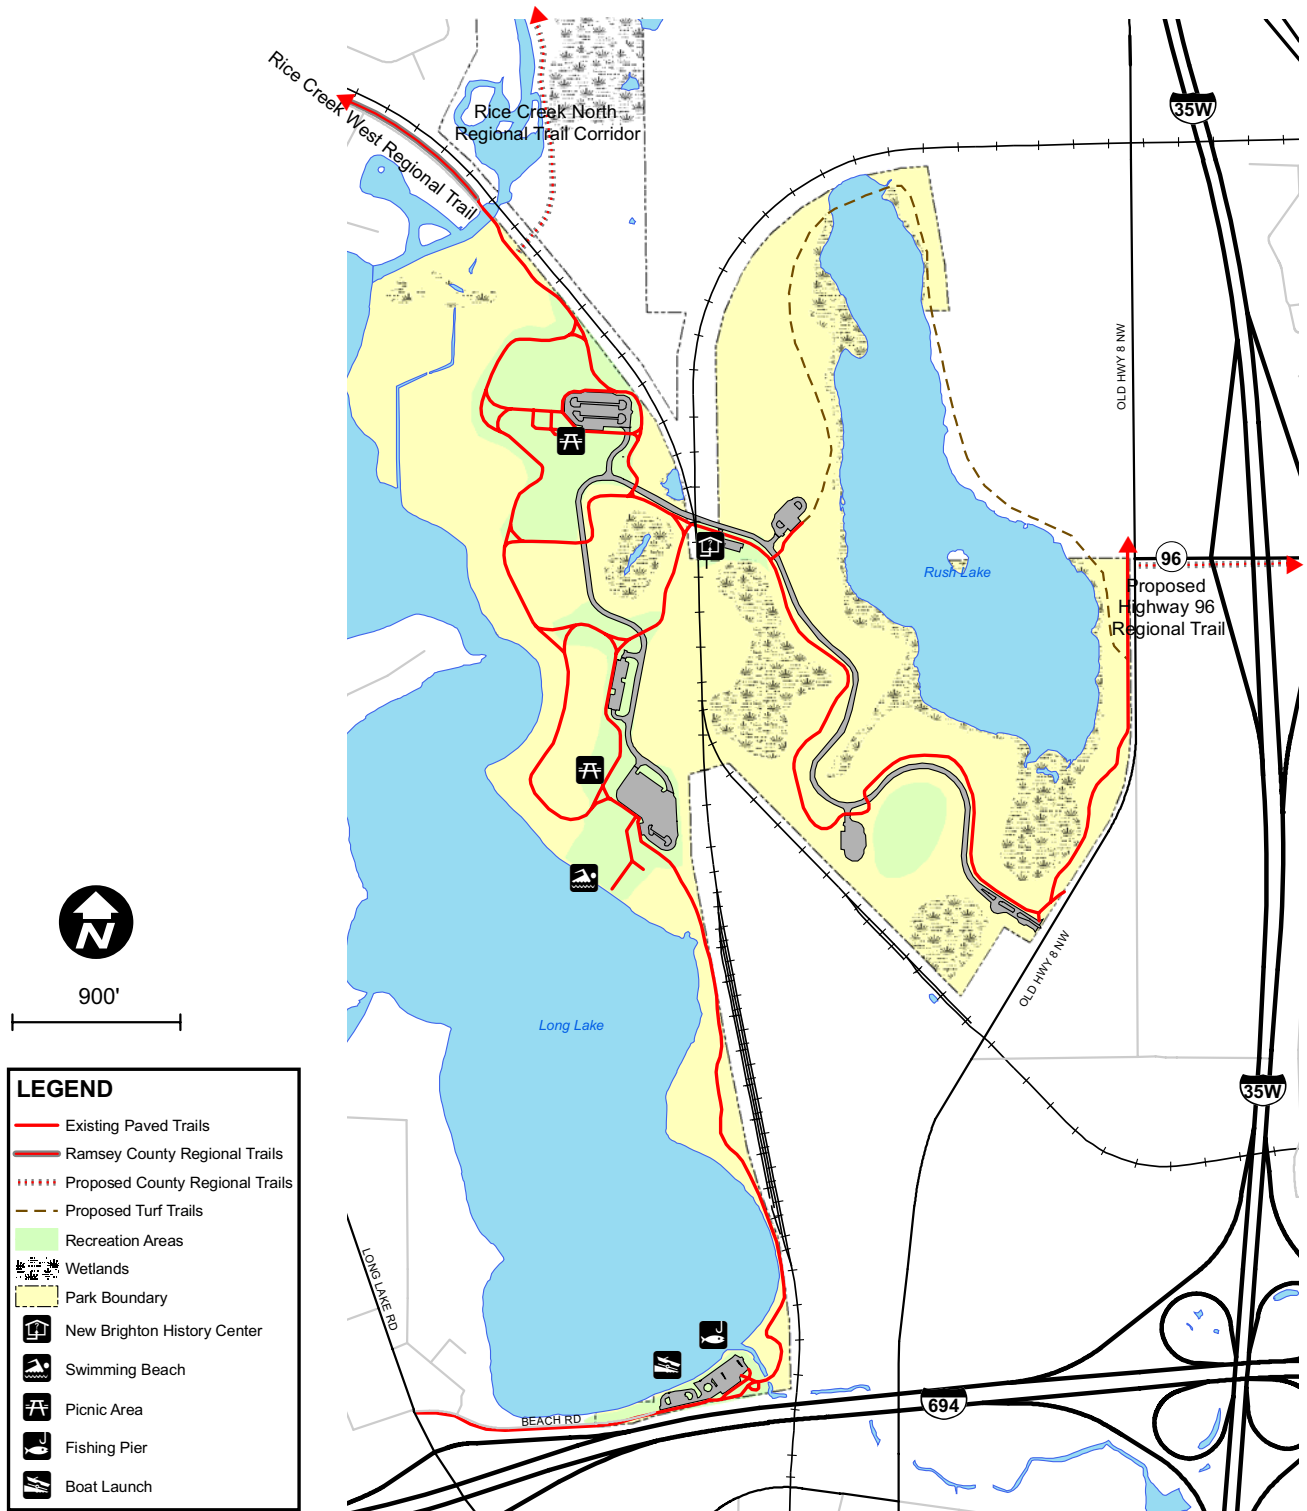 Rice Creek West Regional Trail
Rice Creek North
Regional Trail Corridor
35W
OLD HWY 8 NW
96
Proposed
Highway 96
Regional Trail
Rush Lake
N
900'
OLD HWY 8 NW
Long Lake
35W
LONG LAKE RD
BEACH RD
694
LEGEND
Existing Paved Trails
Ramsey County Regional Trails
Proposed County Regional Trails
Proposed Turf Trails
Recreation Areas
Wetlands
Park Boundary
New Brighton History Center
Swimming Beach
Picnic Area
Fishing Pier
Boat Launch